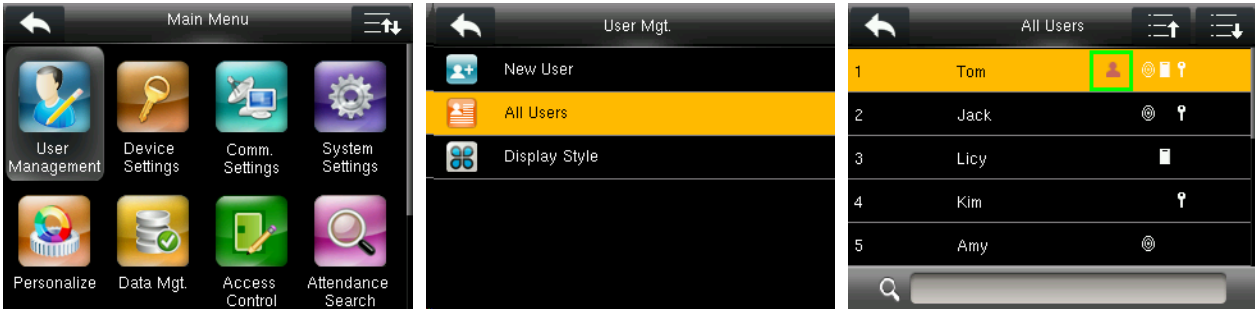 Main Menu
User
Management
Device
Settings
Comm.
Settings
System
Settings
Personalize
Data Mgt.
Access
Control
Attendance
Search
User Mgt.
New User
All Users
Display Style
All Users
1 Tom
2 Jack
3 Licy
4 Kim
5 Amy